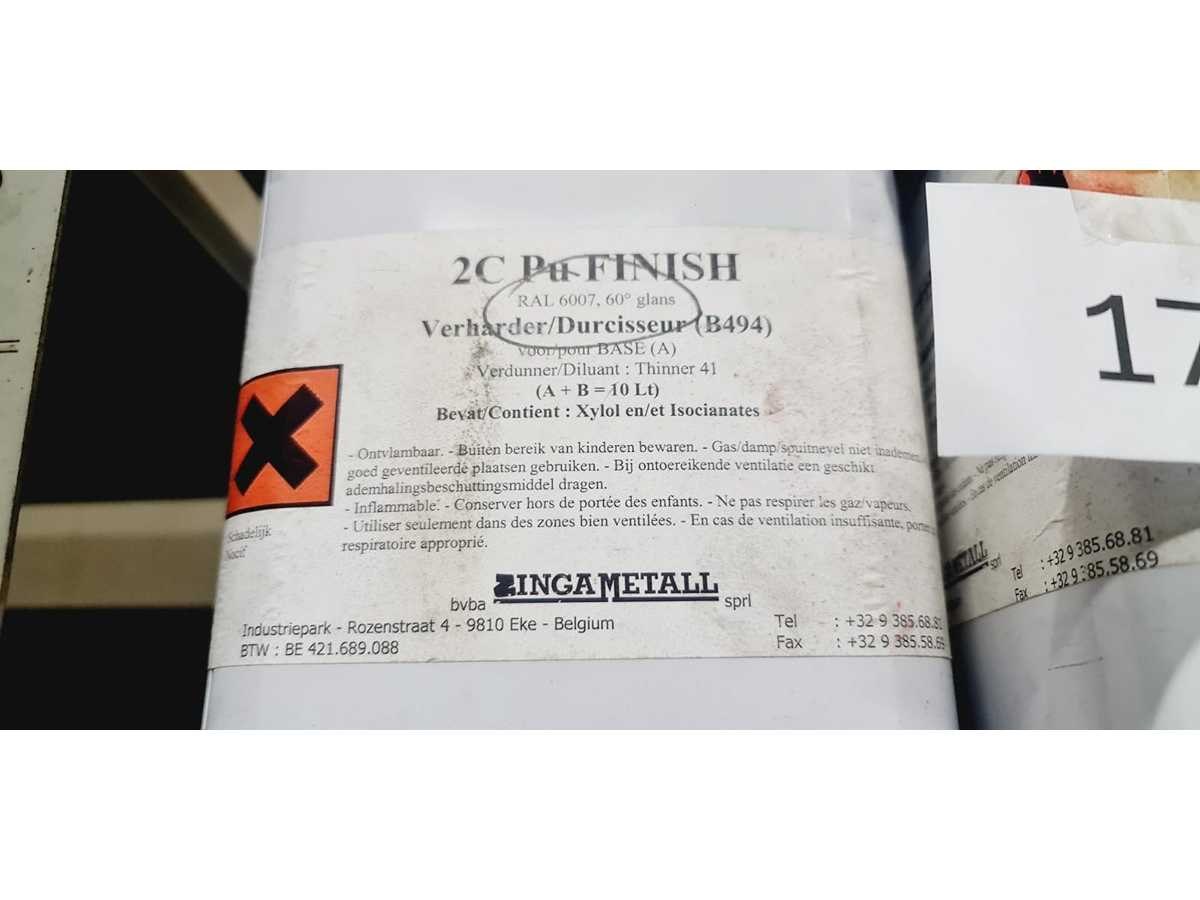 2C Pu FINISH
RAL 6007, 60° glans
Verharder/Durcisseur (B494)
voor/pour BASE (A)
Verdunner/Diluant : Thinner 41
(A + B = 10 Lt)
Bevat/Contient : Xylol en/et Isocianates
- Ontvlambaar. - Buiten bereik van kinderen bewaren. - Gas/damp/spuitnevel niet inademen
goed geventileerde plaatsen gebruiken. - Bij ontoereikende ventilatie een geschikt
ademhalingsbeschuttingsmiddel dragen.
- Inflammable. - Conserver hors de portée des enfants. - Ne pas respirer les gaz/vapeurs.
- Utiliser seulement dans des zones bien ventilées. - En cas de ventilation insuffisante,
respiratoire approprié.
Schadelijk
Nocif
bvba ZINGAMETALL sprl
Industriepark - Rozenstraat 4 - 9810 Eke - Belgium
BTW : BE 421.689.088
Tel : +32 9 385.68.81
Fax : +32 9 385.58.69
17
sprl
Tel : +32 9 385.68.81
Fax : +32 9 385.58.69